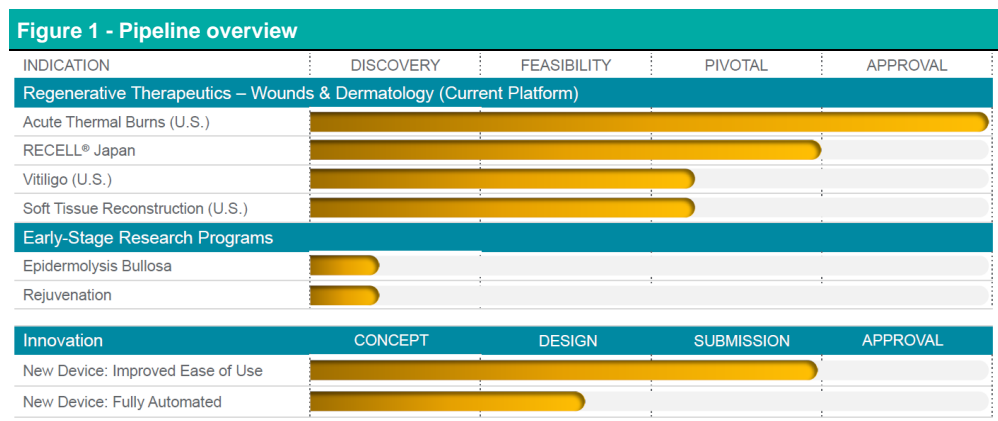 Figure 1 - Pipeline overview
INDICATION DISCOVERY FEASIBILITY PIVOTAL APPROVAL
Regenerative Therapeutics – Wounds & Dermatology (Current Platform)
Acute Thermal Burns (U.S.)
RECELL® Japan
Vitiligo (U.S.)
Soft Tissue Reconstruction (U.S.)
Early-Stage Research Programs
Epidermolysis Bullosa
Rejuvenation
Innovation CONCEPT DESIGN SUBMISSION APPROVAL
New Device: Improved Ease of Use
New Device: Fully Automated